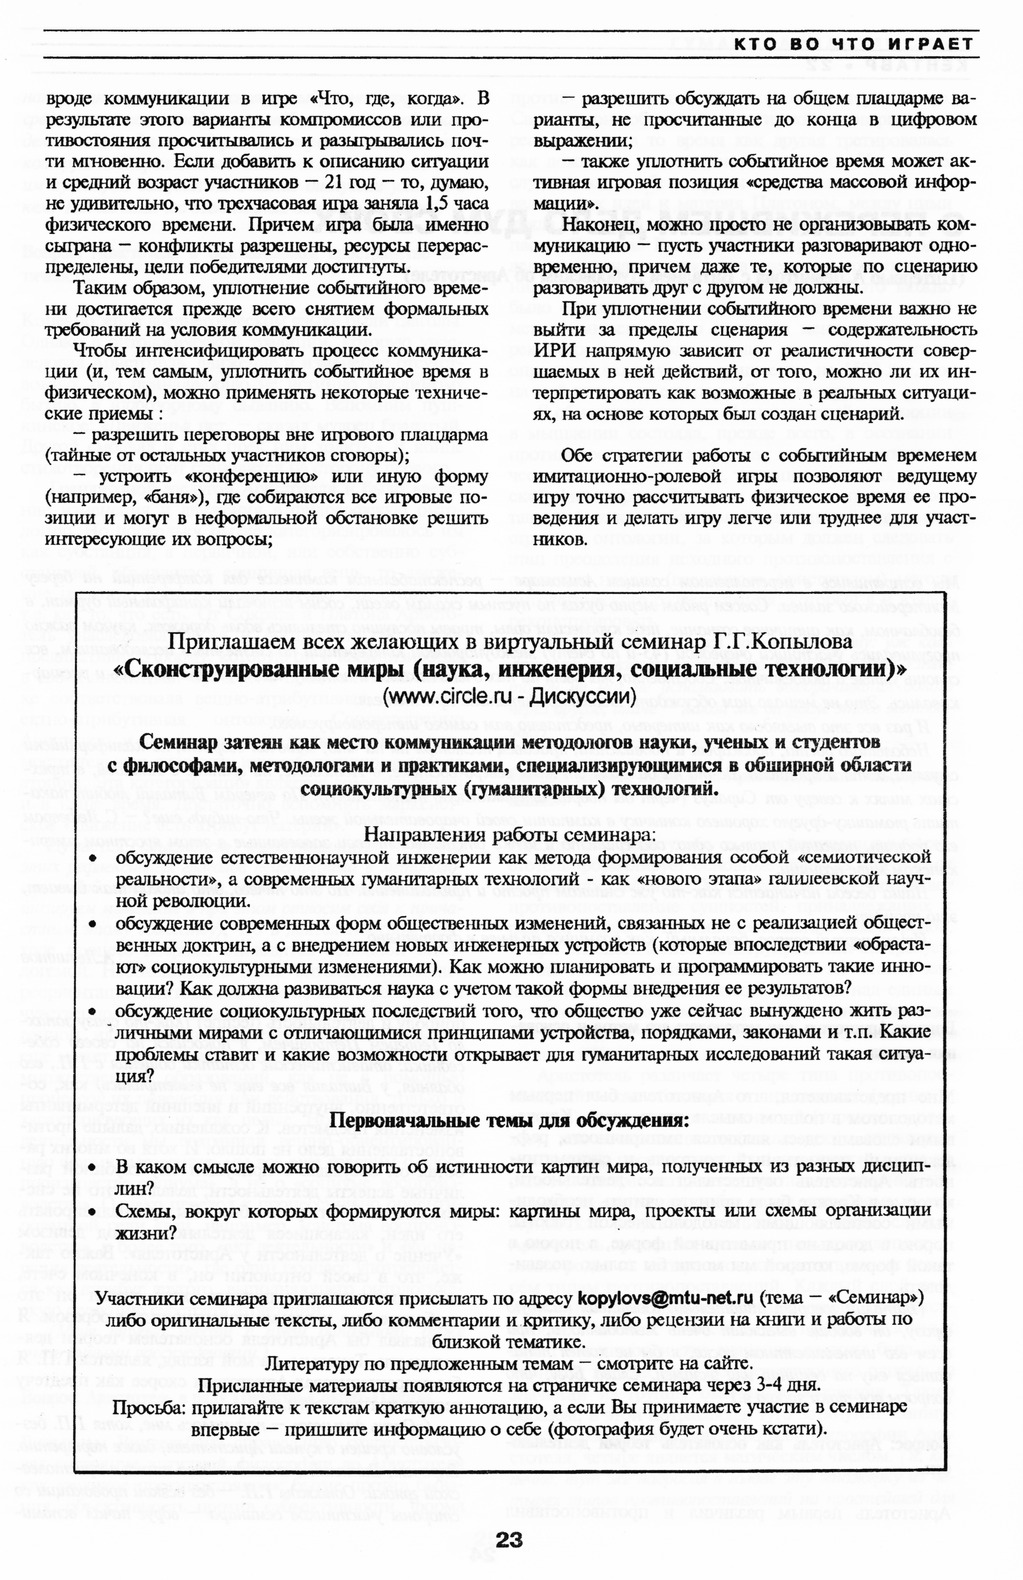 КТО ВО ЧТО ИГРАЕТ
вроде коммуникации в игре «Что, где, когда». В
результате этого варианты компромиссов или про-
тивостояния просчитывались и разыгрывались поч-
ти мгновенно. Если добавить к описанию ситуации
и средний возраст участников — 21 год — то, думаю,
не удивительно, что трехчасовая игра заняла 1,5 часа
физического времени. Причем игра была именно
сыграна — конфликты разрешены, ресурсы перерас-
пределены, цели победителями достигнуты.
Таким образом, уплотнение событийного време-
ни достигается прежде всего снятием формальных
требований на условия коммуникации.
Чтобы интенсифицировать процесс коммуника-
ции (и, тем самым, уплотнить событийное время в
физическом), можно применять некоторые техниче-
ские приемы :
— разрешить переговоры вне игрового плацдарма
(тайные от остальных участников сговоры);
— устроить «конференцию» или иную форму
(например, «баня»), где собираются все игровые по-
зиции и могут в неформальной обстановке решить
интересующие их вопросы;
— разрешить обсуждать на общем плацдарме ва-
рианты, не просчитанные до конца в цифровом
выражении;
— также уплотнить событийное время может ак-
тивная игровая позиция «средства массовой инфор-
мации».
Наконец, можно просто не организовывать ком-
муникацию — пусть участники разговаривают одно-
временно, причем даже те, которые по сценарию
разговаривать друг с другом не должны.
При уплотнении событийного времени важно не
выйти за пределы сценария — содержательность
ИРИ напрямую зависит от реалистичности совер-
шаемых в ней действий, от того, можно ли их ин-
терпретировать как возможные в реальных ситуаци-
ях, на основе которых был создан сценарий.
Обе стратегии работы с событийным временем
имитационно-ролевой игры позволяют ведущему
игру точно рассчитывать физическое время ее про-
ведения и делать игру легче или труднее для участ-
ников.
Приглашаем всех желающих в виртуальный семинар Г.Г.Копылова
«Сконструированные миры (наука, инженерия, социальные технологии)»
(www.circle.ru - Дискуссии)
Семинар затеян как место коммуникации методологов науки, ученых и студентов
с философами, методологами и практиками, специализирующимися в обширной области
социокультурных (гуманитарных) технологий.
Направления работы семинара:
• обсуждение естественнонаучной инженерии как метода формирования особой «семиотической
реальности», а современных гуманитарных технологий - как «нового этапа» галилеевской науч-
ной революции.
• обсуждение современных форм общественных изменений, связанных не с реализацией общест-
венных доктрин, а с внедрением новых инженерных устройств (которые впоследствии «обраста-
ют» социокультурными изменениями). Как можно планировать и программировать такие инно-
вации? Как должна развиваться наука с учетом такой формы внедрения ее результатов?
• обсуждение социокультурных последствий того, что общество уже сейчас вынуждено жить раз-
личными мирами с отличающимися принципами устройства, порядками, законами и т.п. Какие
проблемы ставит и какие возможности открывает для гуманитарных исследований такая ситуа-
ция?
Первоначальные темы для обсуждения:
• В каком смысле можно говорить об истинности картин мира, полученных из разных дисцип-
лин?
• Схемы, вокруг которых формируются миры: картины мира, проекты или схемы организации
жизни?
Участники семинара приглашаются присылать по адресу kopylovs@mtu-net.ru (тема — «Семинар»)
либо оригинальные тексты, либо комментарии и критику, либо рецензии на книги и работы по
близкой тематике.
Литературу по предложенным темам — смотрите на сайте.
Присланные материалы появляются на страничке семинара через 3-4 дня.
Просьба: прилагайте к текстам краткую аннотацию, а если Вы принимаете участие в семинаре
впервые — пришлите информацию о себе (фотография будет очень кстати).
23